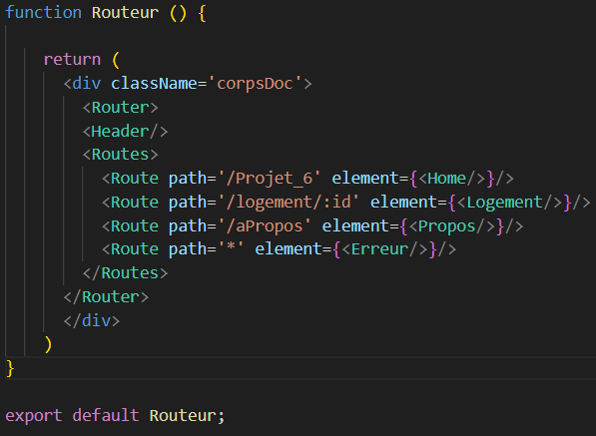 function Routeur () {
return (
<div className='corpsDoc'>
<Router>
<Header/>
<Routes>
<Route path='/Projet_6' element={<Home/>}/>
<Route path='/logement/:id' element={<Logement/>}/>
<Route path='/aPropos' element={<Propos/>}/>
<Route path='*' element={<Erreur/>}/>
</Routes>
</Router>
</div>
)
}
export default Routeur;